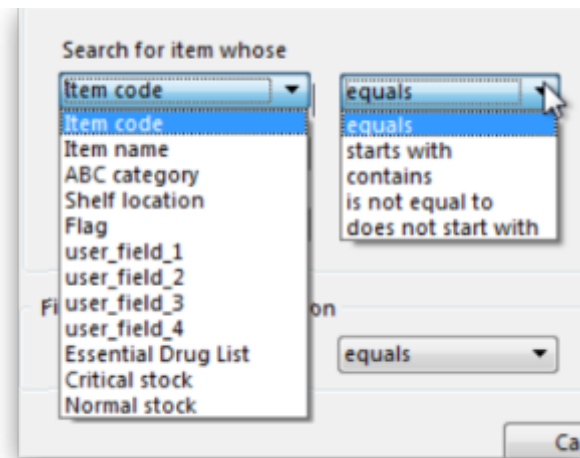 Search for item whose
Item code
equals
Item code
Item name
ABC category
Shelf location
Flag
user_field_1
user_field_2
user_field_3
user_field_4
Essential Drug List
Critical stock
Normal stock
equals
starts with
contains
is not equal to
does not start with
Fi
on
equals
Ca